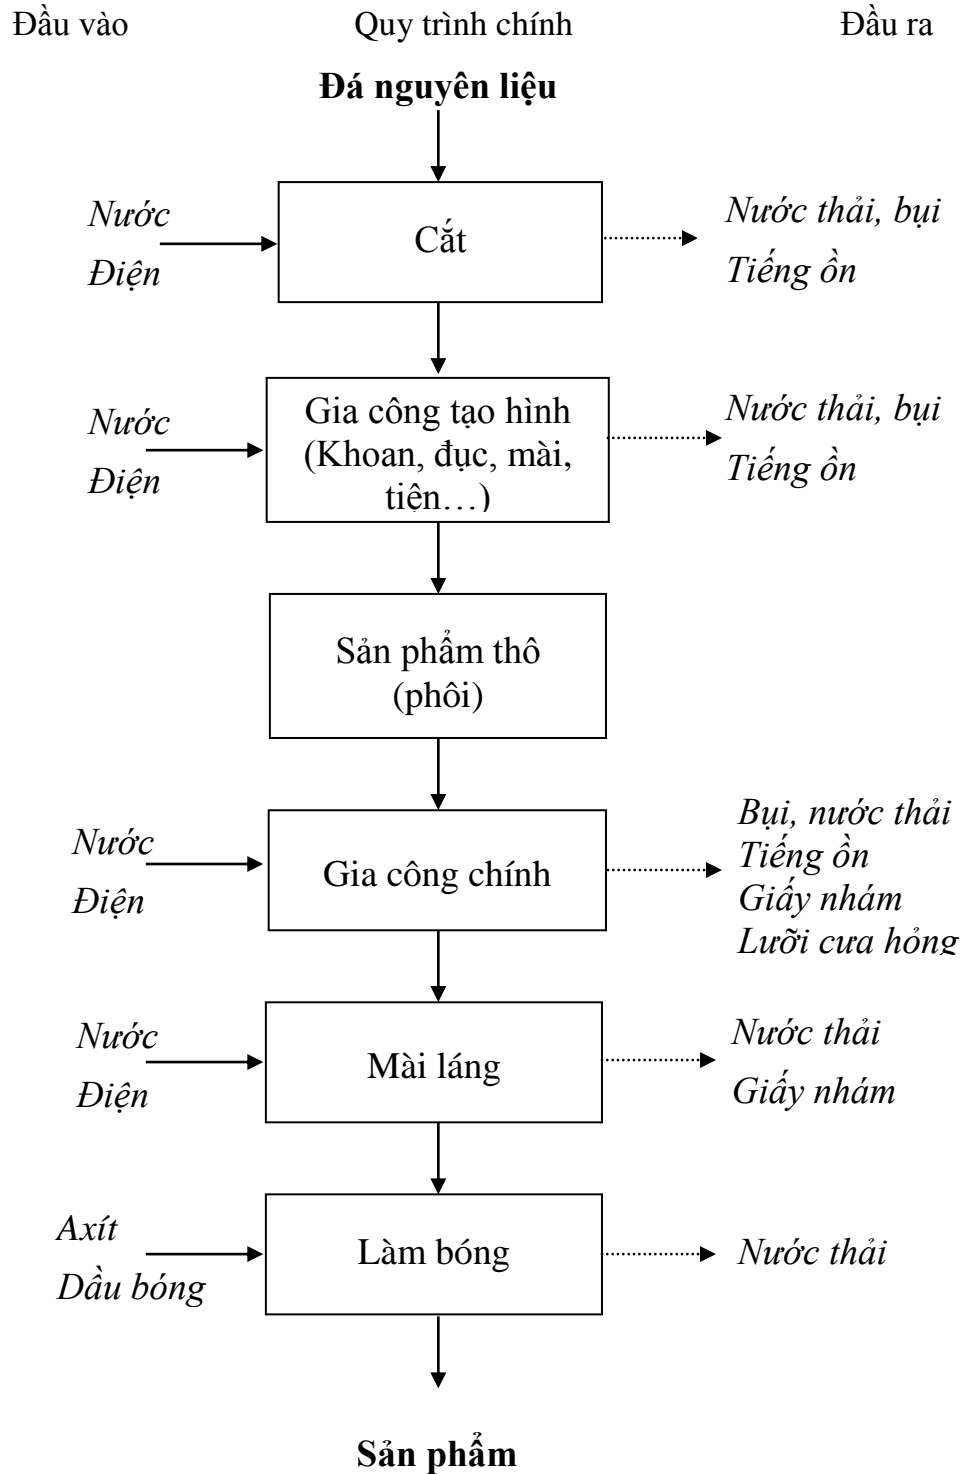 Đầu vào Quy trình chính Đầu ra
Đá nguyên liệu
Nước
Điện
Cắt
Nước thải, bụi
Tiếng ồn
Nước
Điện
Gia công tạo hình
(Khoan, đục, mài,
tiện…)
Nước thải, bụi
Tiếng ồn
Sản phẩm thô
(phôi)
Nước
Điện
Gia công chính
Bụi, nước thải
Tiếng ồn
Giấy nhám
Lưỡi cưa hỏng
Nước
Điện
Mài láng
Nước thải
Giấy nhám
Axít
Dầu bóng
Làm bóng
Nước thải
Sản phẩm